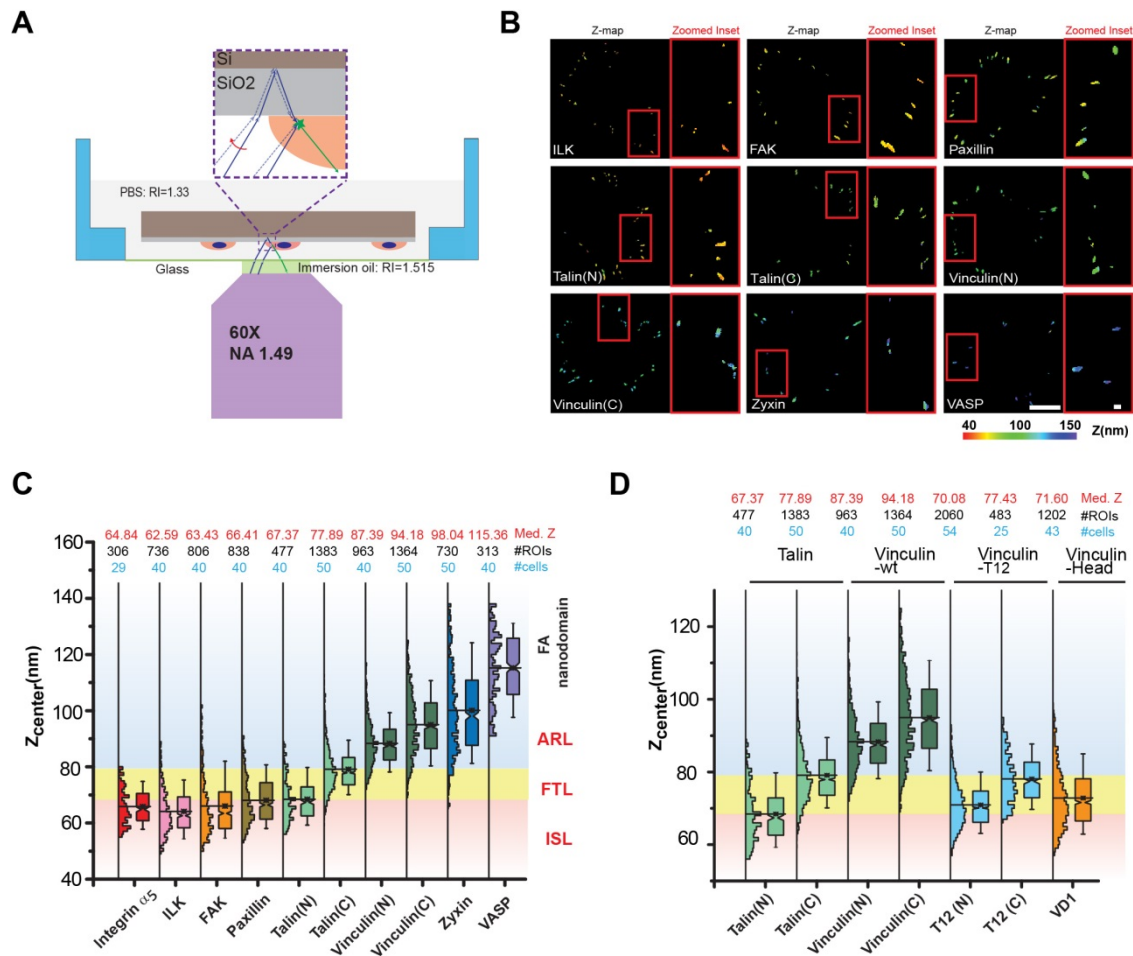 A
Si
SiO2
PBS: RI=1.33
Glass
Immersion oil: RI=1.515
60X
NA 1.49
B
Z-map Zoomed Inset Z-map Zoomed Inset Z-map Zoomed Inset
ILK FAK Paxillin
Talin(N) Talin(C) Vinculin(N)
Vinculin(C) Zyxin VASP
40 100 150 Z(nm)
C
64.84 62.59 63.43 66.41 67.37 77.89 87.39 94.18 98.04 115.36 Med. Z
306 736 806 838 477 1383 963 1364 730 313 #ROIs
29 40 40 40 40 50 40 50 50 40 #cells
160
140
120
100
80
60
40
Zcenter(nm)
FA nanodomain
ARL
FTL
ISL
Integrin α5 ILK FAK Paxillin Talin(N) Talin(C) Vinculin(N) Vinculin(C) Zyxin VASP
D
67.37 77.89 87.39 94.18 70.08 77.43 71.60 Med. Z
477 1383 963 1364 2060 483 1202 #ROIs
40 50 40 50 54 25 43 #cells
Talin Vinculin Vinculin Vinculin
-wt -T12 -Head
120
100
80
60
Zcenter(nm)
Talin(N) Talin(C) Vinculin(N) Vinculin(C) T12 (N) T12 (C) VD1